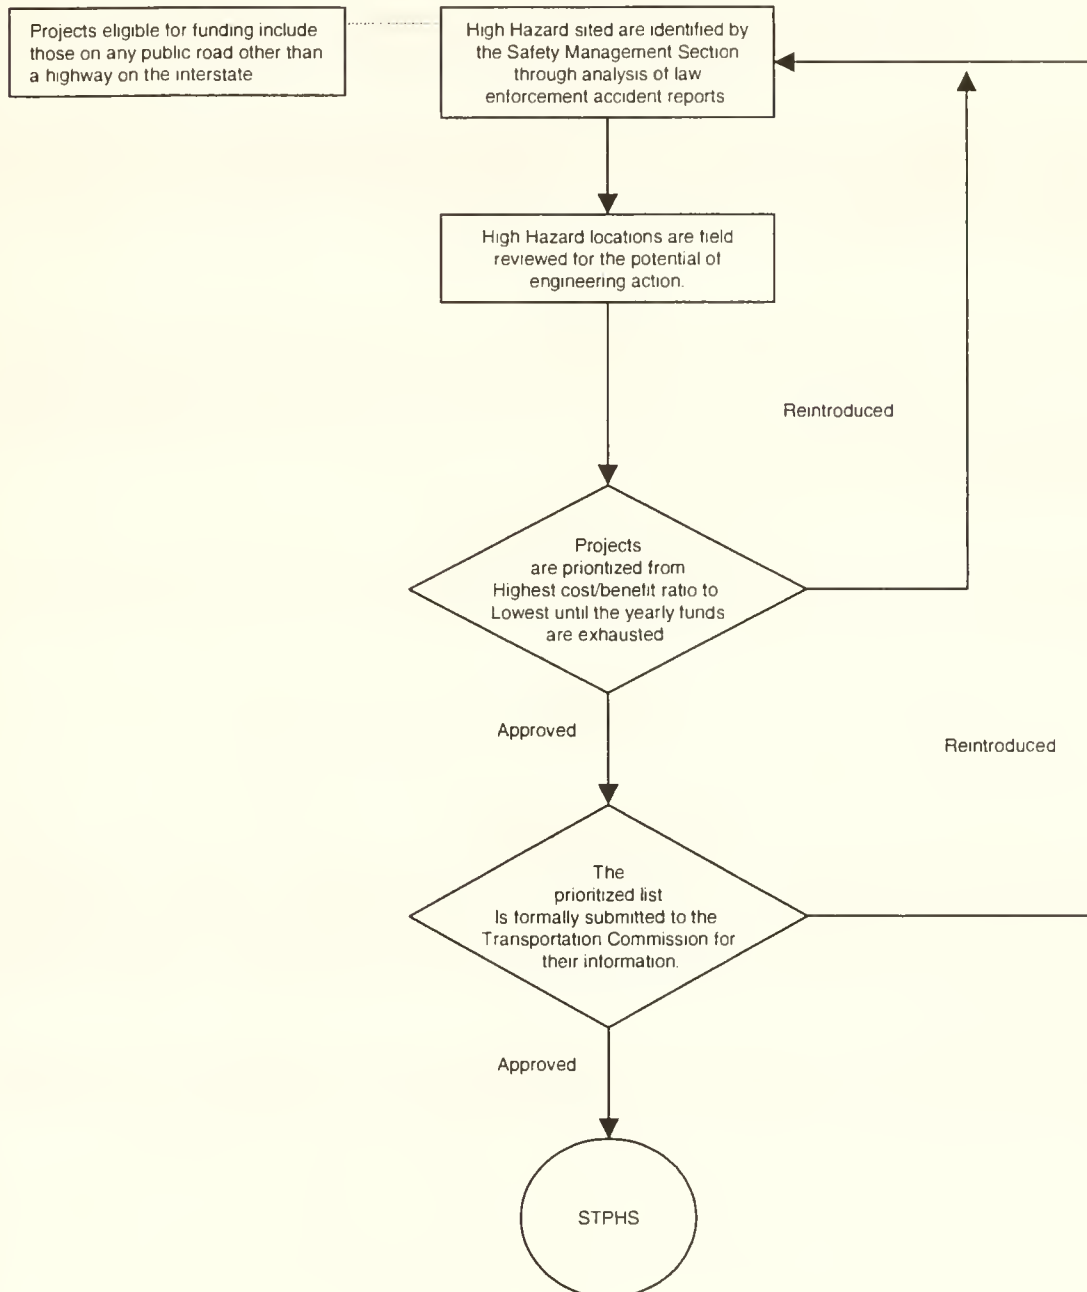 Projects eligible for funding include
those on any public road other than
a highway on the interstate
High Hazard sited are identified by
the Safety Management Section
through analysis of law
enforcement accident reports
High Hazard locations are field
reviewed for the potential of
engineering action.
Reintroduced
Projects
are prioritized from
Highest cost/benefit ratio to
Lowest until the yearly funds
are exhausted
Approved
Reintroduced
The
prioritized list
Is formally submitted to the
Transportation Commission for
their information.
Approved
STPHS